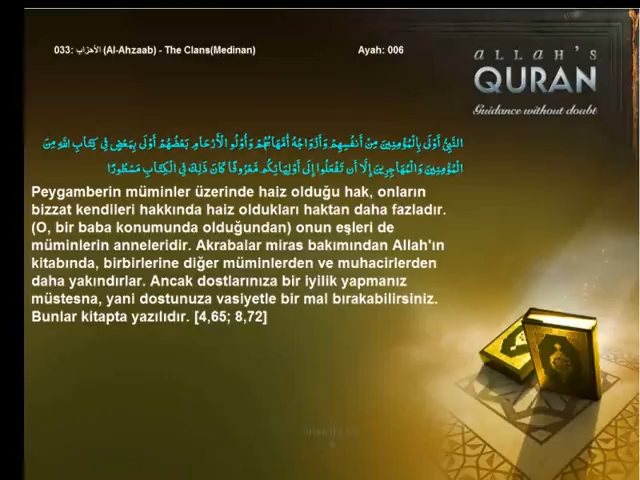 033: الأحزاب (Al-Ahzaab) - The Clans(Medinan) Ayah: 006
ALLAH'S
QURAN
Guidance without doubt
النَّبِيُّ أَوْلَى بِالْمُؤْمِنِينَ مِنْ أَنفُسِهِمْ وَأَزْوَاجُهُ أُمَّهَاتُهُمْ وَأُوْلُو الْأَرْحَامِ بَعْضُهُمْ أَوْلَى بِبَعْضٍ فِي كِتَابِ اللَّهِ مِنَ
الْمُؤْمِنِينَ وَالْمُهَاجِرِينَ إِلَّا أَن تَفْعَلُوا إِلَى أَوْلِيَائِكُم مَّعْرُوفًا كَانَ ذَلِكَ فِي الْكِتَابِ مَسْطُورًا
Peygamberin müminler üzerinde haiz olduğu hak, onların
bizzat kendileri hakkında haiz oldukları haktan daha fazladır.
(O, bir baba konumunda olduğundan) onun eşleri de
müminlerin anneleridir. Akrabalar miras bakımından Allah'ın
kitabında, birbirlerine diğer müminlerden ve muhacirlerden
daha yakındırlar. Ancak dostlarınıza bir iyilik yapmanız
müstesna, yani dostunuza vasiyetle bir mal bırakabilirsiniz.
Bunlar kitapta yazılıdır. [4,65; 8,72]